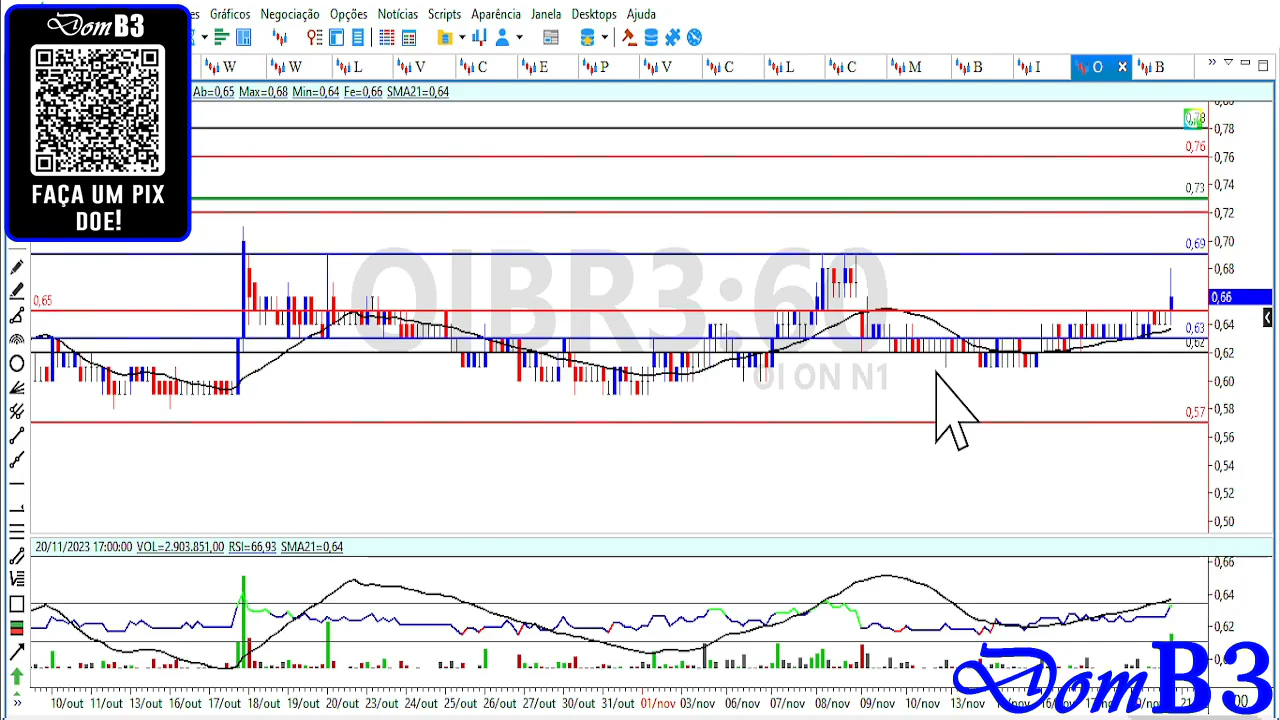 Dom B3
FAÇA UM PIX
DOE!
Gráficos Negociação Opções Notícias Scripts Aparência Janela Desktops Ajuda
W W L V C E P V C L C M B I O B
Ab=0,65 Max=0,68 Min=0,64 Fe=0,66 SMA21=0,64
OIBR3:60
OI ON N1
0,78
0,76
0,73
0,69
0,65
0,63
0,62
0,57
0,78
0,76
0,74
0,72
0,70
0,68
0,66
0,64
0,62
0,60
0,58
0,56
0,54
0,52
0,50
20/11/2023 17:00:00 VOL=2.903.851,00 RSI=66,93 SMA21=0,64
0,66
0,64
0,62
10/out 11/out 13/out 16/out 17/out 18/out 19/out 20/out 23/out 24/out 25/out 26/out 27/out 30/out 31/out 01/nov 03/nov 06/nov 07/nov 08/nov 09/nov 10/nov 13/nov 14/nov 16/nov
DomB3